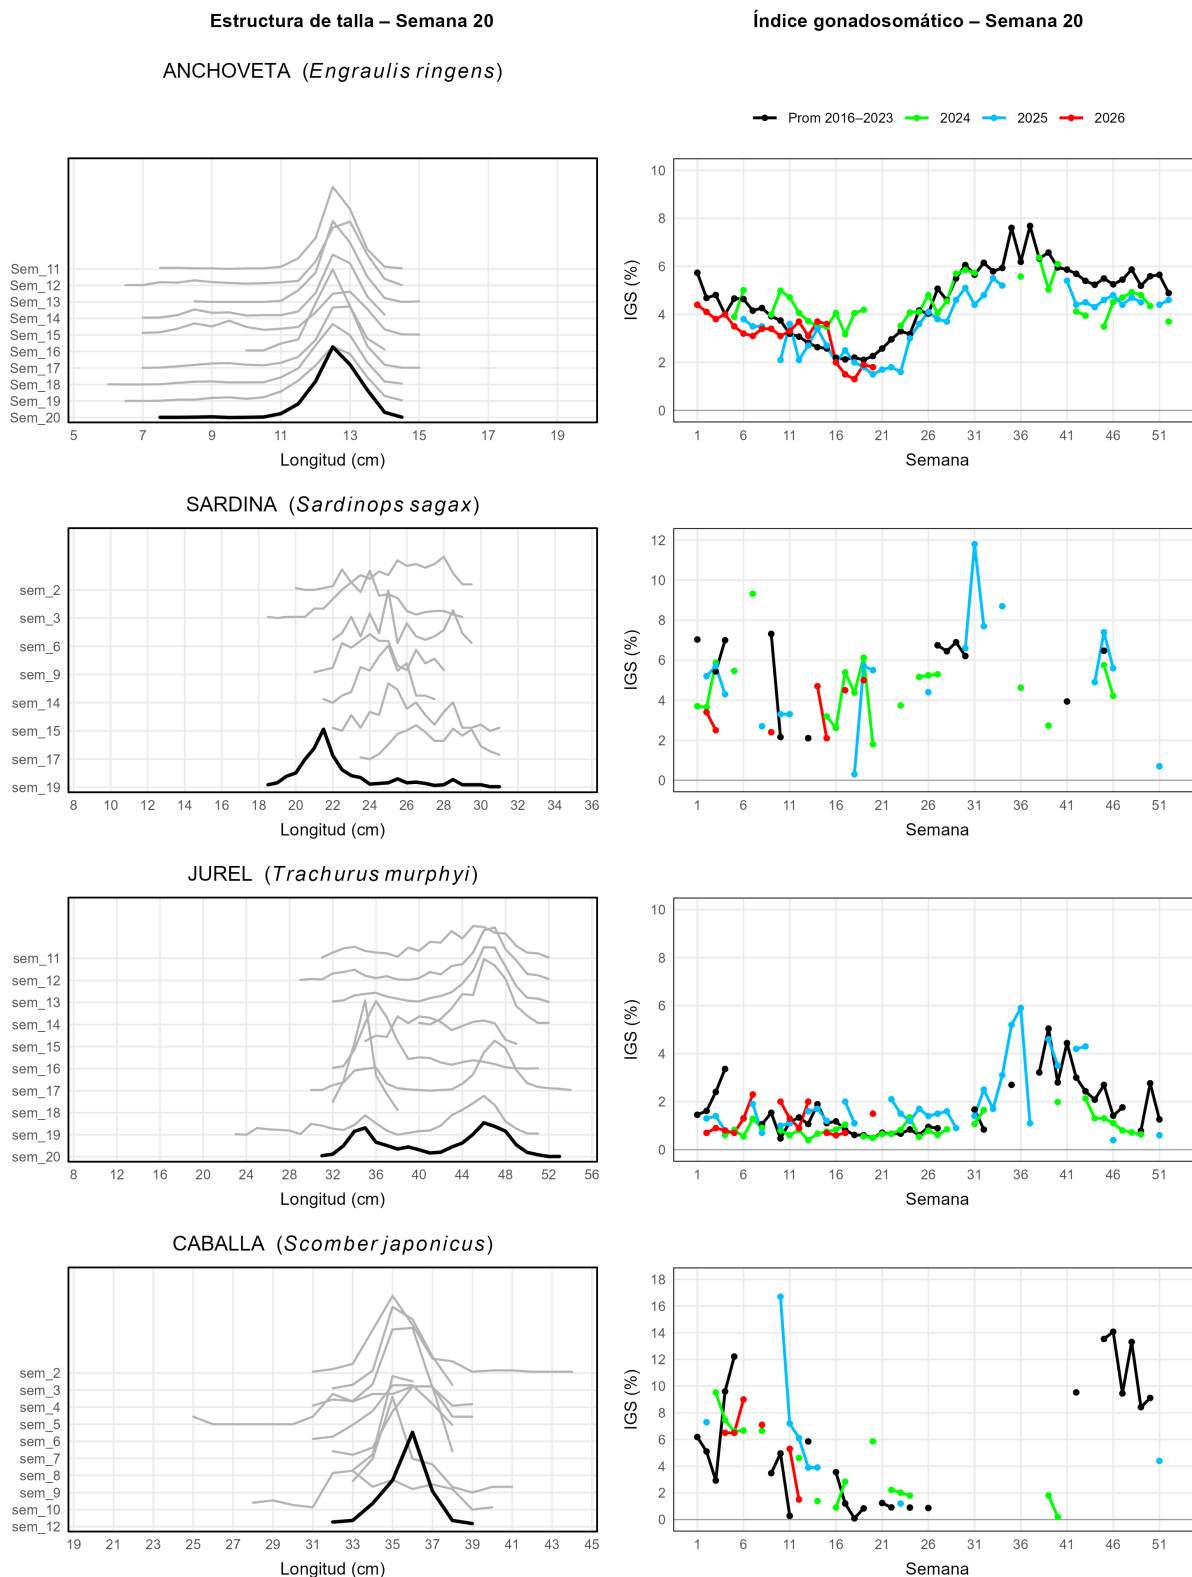 Estructura de talla – Semana 20
Índice gonadosomático – Semana 20
ANCHOVETA (Engraulis ringens)
Prom 2016–2023 2024 2025 2026
Sem_11
Sem_12
Sem_13
Sem_14
Sem_15
Sem_16
Sem_17
Sem_18
Sem_19
Sem_20
5 7 9 11 13 15 17 19
Longitud (cm)
IGS (%)
10
8
6
4
2
0
1 6 11 16 21 26 31 36 41 46 51
Semana
SARDINA (Sardinops sagax)
sem_2
sem_3
sem_6
sem_9
sem_14
sem_15
sem_17
sem_19
8 10 12 14 16 18 20 22 24 26 28 30 32 34 36
Longitud (cm)
IGS (%)
12
10
8
6
4
2
0
1 6 11 16 21 26 31 36 41 46 51
Semana
JUREL (Trachurus murphyi)
sem_11
sem_12
sem_13
sem_14
sem_15
sem_16
sem_17
sem_18
sem_19
sem_20
8 12 16 20 24 28 32 36 40 44 48 52 56
Longitud (cm)
IGS (%)
10
8
6
4
2
0
1 6 11 16 21 26 31 36 41 46 51
Semana
CABALLA (Scomber japonicus)
sem_2
sem_3
sem_4
sem_5
sem_6
sem_7
sem_8
sem_9
sem_10
sem_12
19 21 23 25 27 29 31 33 35 37 39 41 43 45
Longitud (cm)
IGS (%)
18
16
14
12
10
8
6
4
2
0
1 6 11 16 21 26 31 36 41 46 51
Semana